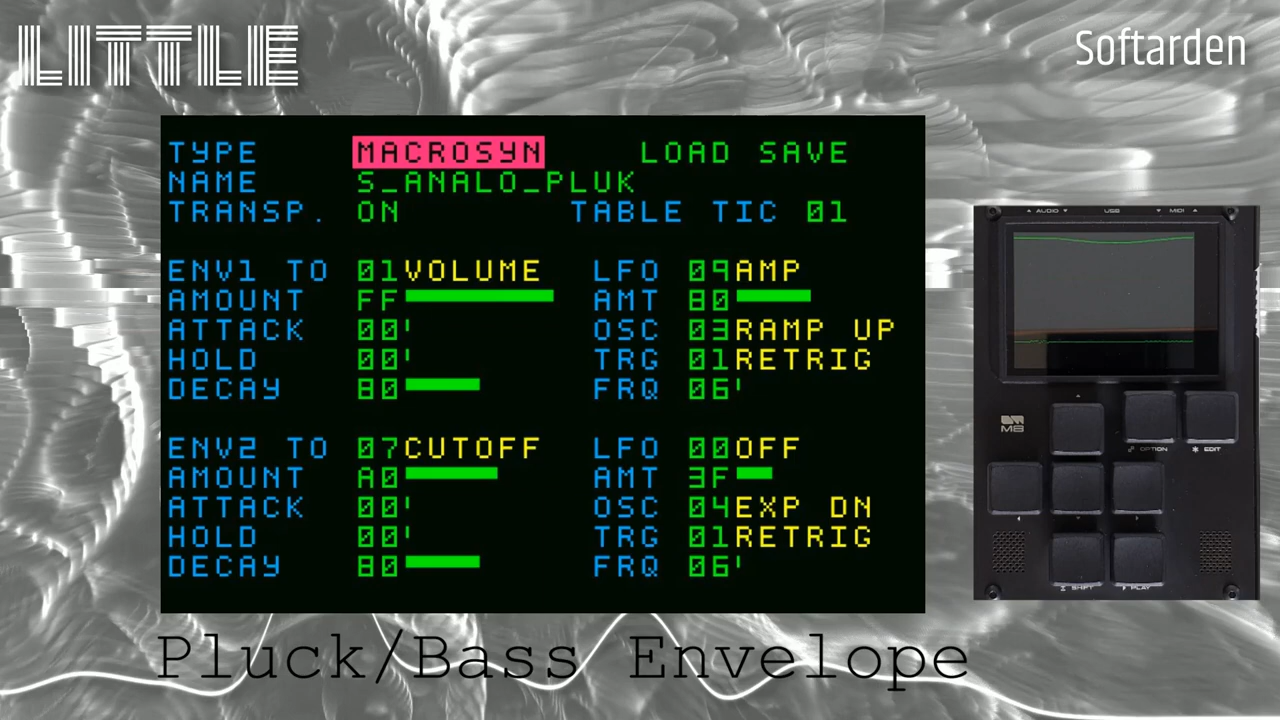 LITTLE
Softarden
TYPE MACROSYN LOAD SAVE
NAME S_ANALO_PLUK
TRANSP. ON TABLE TIC 01
ENV1 TO 01VOLUME LFO 09AMP
AMOUNT FF AMT 80
ATTACK 00' OSC 03RAMP UP
HOLD 00' TRG 01RETRIG
DECAY 80 FRQ 06'
ENV2 TO 07CUTOFF LFO 00OFF
AMOUNT A0 AMT 3F
ATTACK 00' OSC 04EXP DN
HOLD 00' TRG 01RETRIG
DECAY 80 FRQ 06'
AUDIO USB MIDI
M8
OPTION EDIT
SHIFT PLAY
Pluck/Bass Envelope